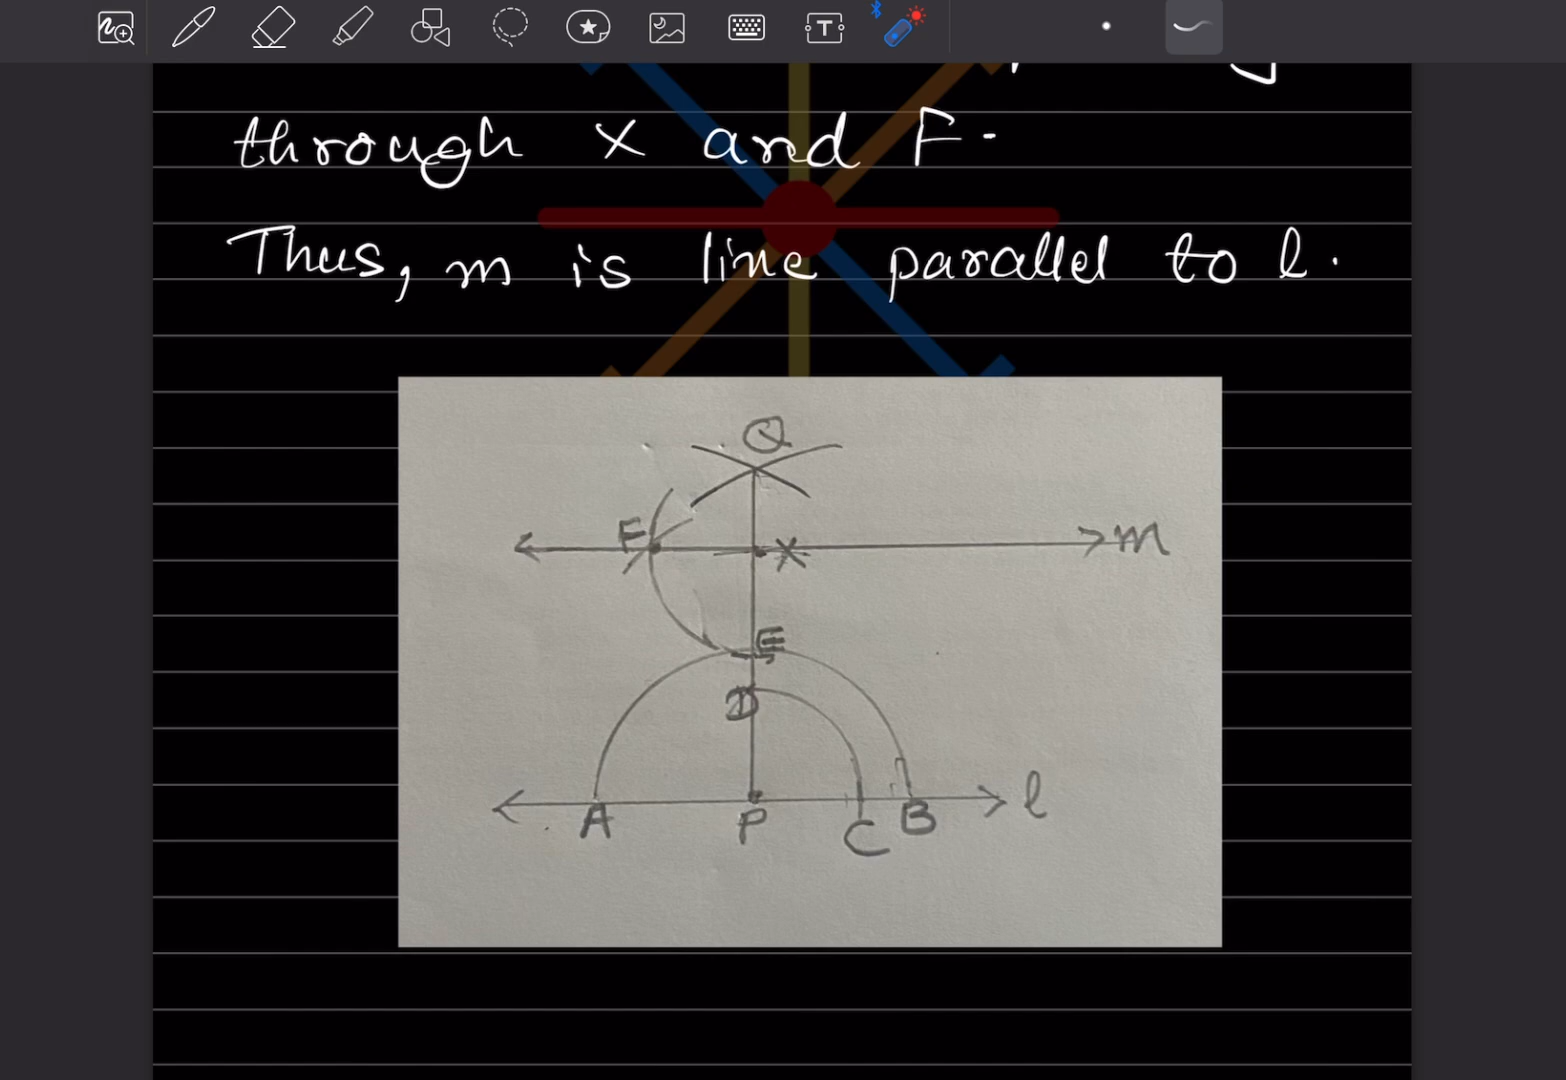 through X and F.
Thus, m is line parallel to l.
Q
F X m
E
D
A P C B l